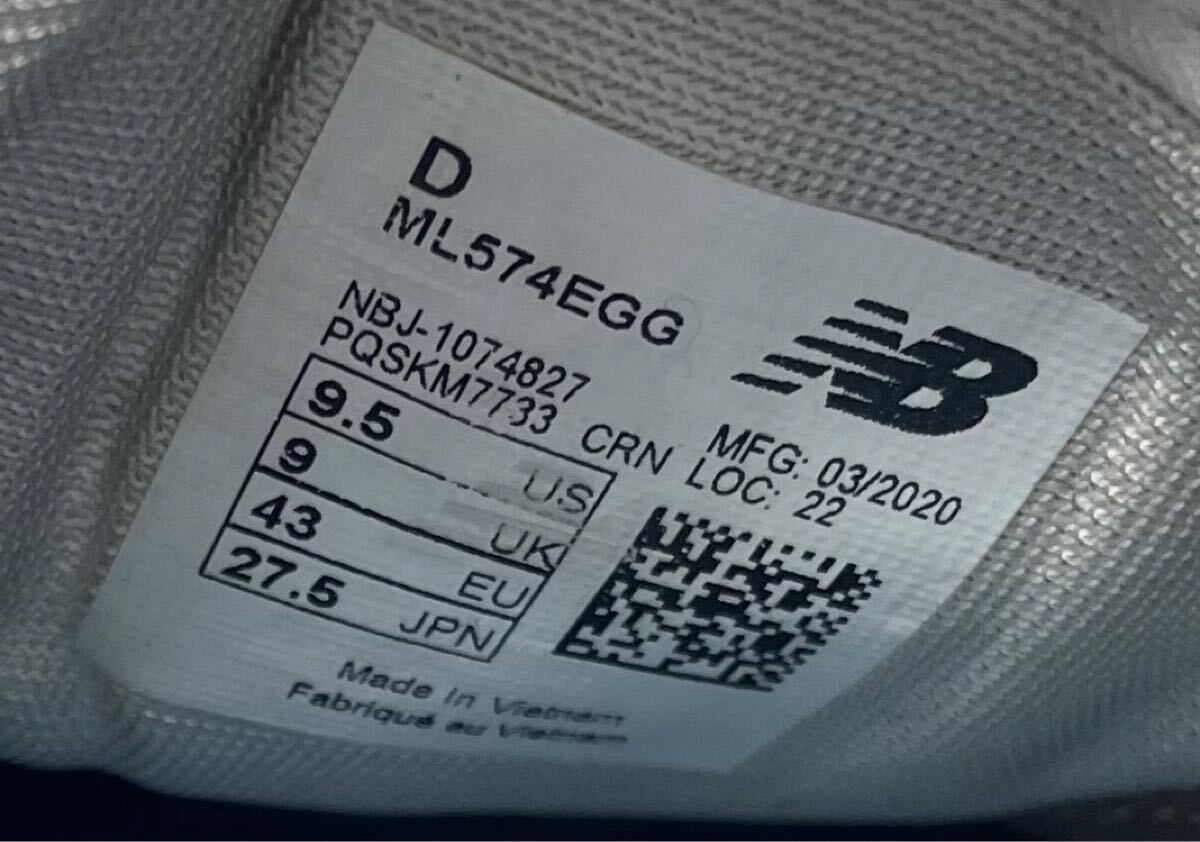 D
ML574EGG
NBJ-1074827
PQSKM7733 CRN
9.5 US
9 UK
43 EU
27.5 JPN
NB
MFG: 03/2020
LOC: 22
Made in Vietnam
Fabriqué au Vietnam